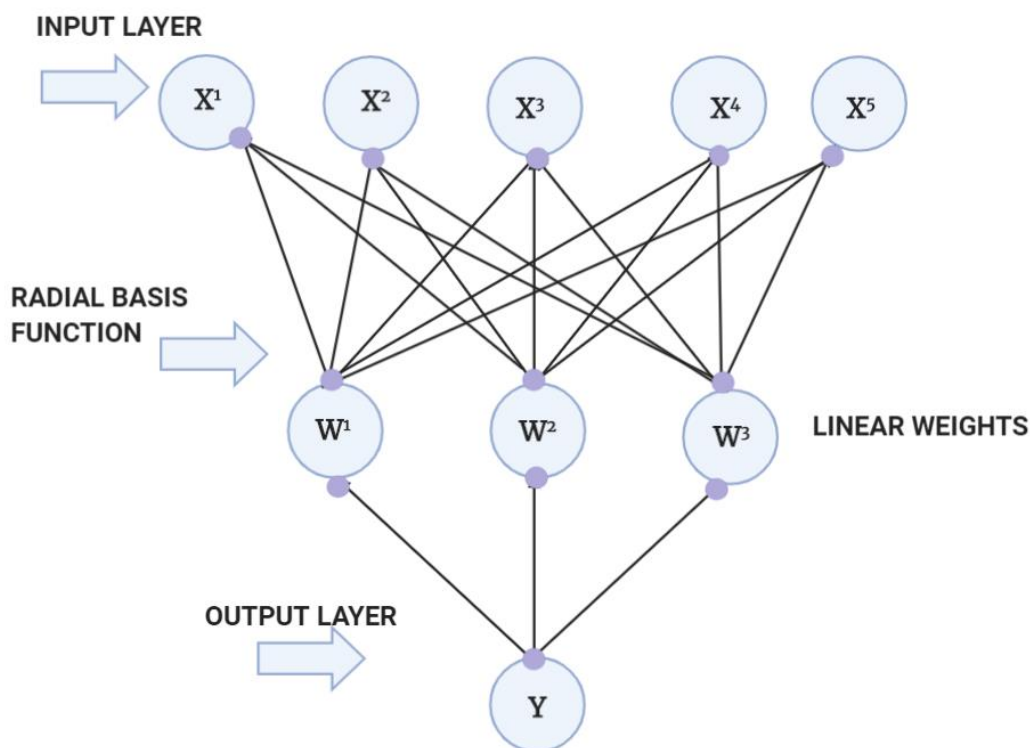 INPUT LAYER
X¹ X² X³ X⁴ X⁵
RADIAL BASIS
FUNCTION
W¹ W² W³
LINEAR WEIGHTS
OUTPUT LAYER
Y